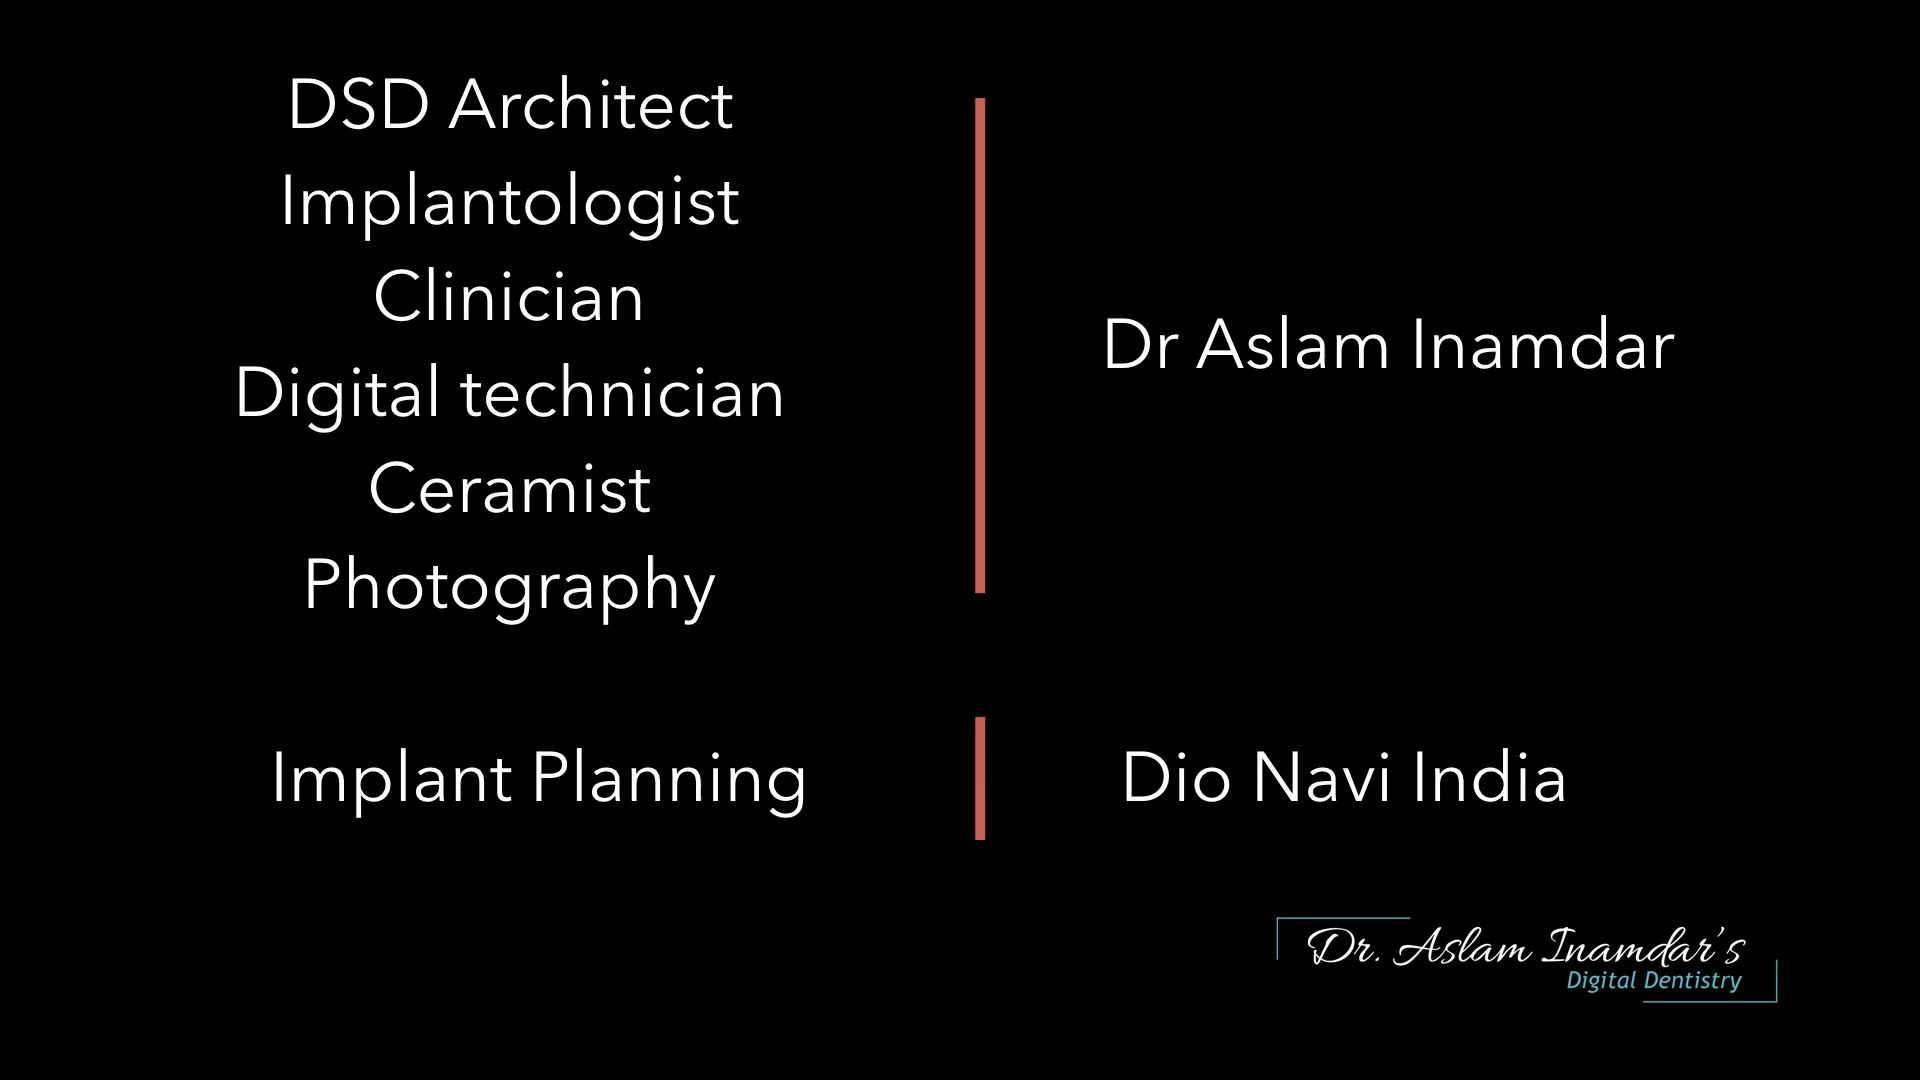 DSD Architect
Implantologist
Clinician
Digital technician
Ceramist
Photography
Dr Aslam Inamdar
Implant Planning
Dio Navi India
Dr. Aslam Inamdar's
Digital Dentistry